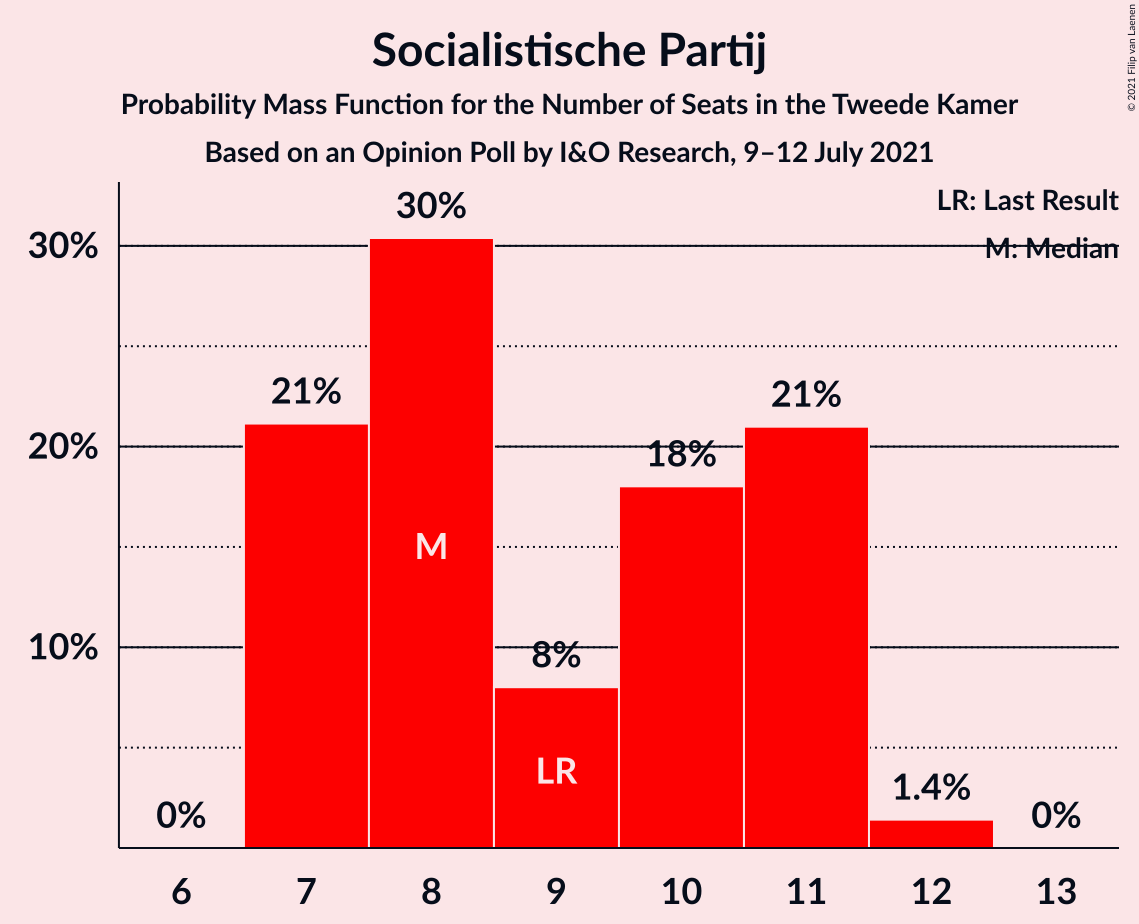 Socialistische Partij
Probability Mass Function for the Number of Seats in the Tweede Kamer
Based on an Opinion Poll by I&O Research, 9–12 July 2021
© 2021 Filip van Laenen
LR: Last Result
M: Median
30%
20%
10%
0%
21%
30%
8%
18%
21%
1.4%
0%
M
LR
6 7 8 9 10 11 12 13